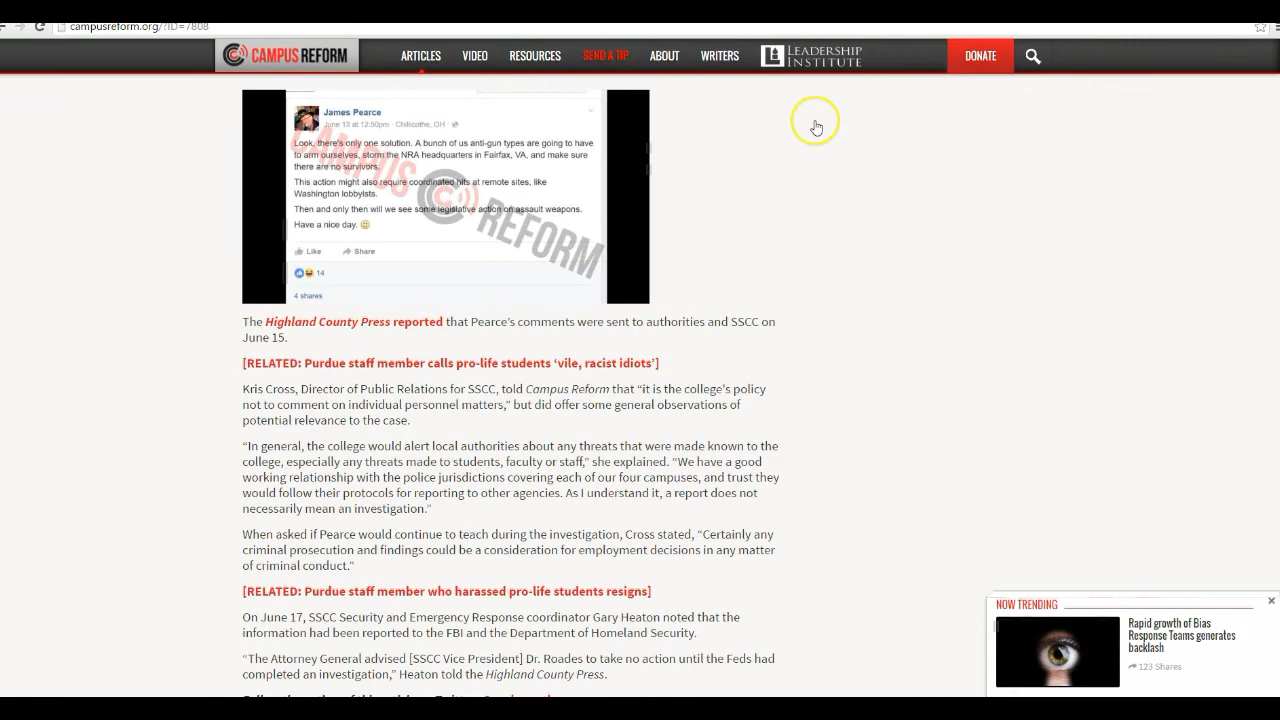 campusreform.org/?ID=7808
CAMPUS REFORM
ARTICLES VIDEO RESOURCES SEND A TIP ABOUT WRITERS
LEADERSHIP
INSTITUTE
DONATE
James Pearce
June 13 at 12:50pm · Chillicothe, OH ·
Look, there's only one solution. A bunch of us anti-gun types are going to have
to arm ourselves, storm the NRA headquarters in Fairfax, VA, and make sure
there are no survivors.
This action might also require coordinated hits at remote sites, like
Washington lobbyists.
Then and only then will we see some legislative action on assault weapons.
Have a nice day.
CAMPUS REFORM
Like Share
14
4 shares
The Highland County Press reported that Pearce's comments were sent to authorities and SSCC on
June 15.
[RELATED: Purdue staff member calls pro-life students ‘vile, racist idiots’]
Kris Cross, Director of Public Relations for SSCC, told Campus Reform that “it is the college's policy
not to comment on individual personnel matters,” but did offer some general observations of
potential relevance to the case.
“In general, the college would alert local authorities about any threats that were made known to the
college, especially any threats made to students, faculty or staff,” she explained. “We have a good
working relationship with the police jurisdictions covering each of our four campuses, and trust they
would follow their protocols for reporting to other agencies. As I understand it, a report does not
necessarily mean an investigation.”
When asked if Pearce would continue to teach during the investigation, Cross stated, “Certainly any
criminal prosecution and findings could be a consideration for employment decisions in any matter
of criminal conduct.”
[RELATED: Purdue staff member who harassed pro-life students resigns]
On June 17, SSCC Security and Emergency Response coordinator Gary Heaton noted that the
information had been reported to the FBI and the Department of Homeland Security.
“The Attorney General advised [SSCC Vice President] Dr. Roades to take no action until the Feds had
completed an investigation,” Heaton told the Highland County Press.
NOW TRENDING
Rapid growth of Bias
Response Teams generates
backlash
123 Shares